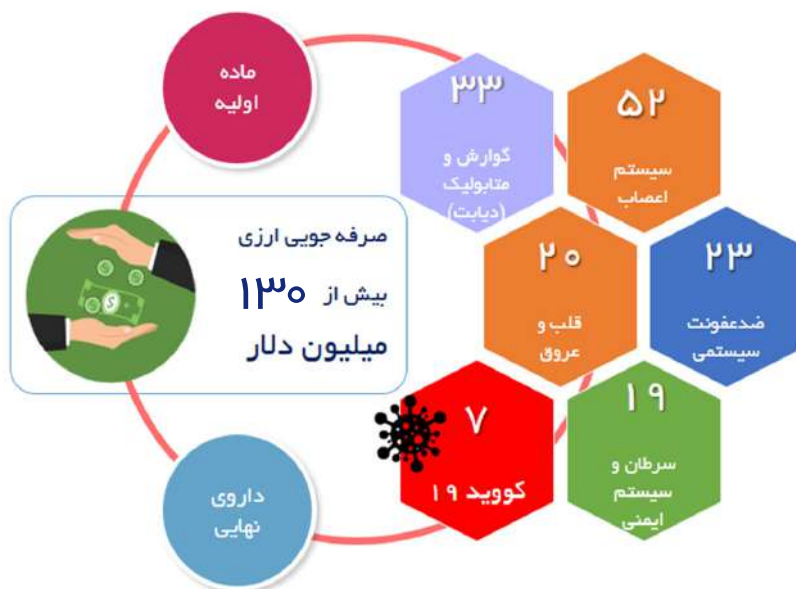 ماده
اولیه
۳۳
گوارش و
متابولیک
(دیابت)
۵۲
سیستم
اعصاب
صرفه جویی ارزی
بیش از ۱۳۰
میلیون دلار
$
۲۰
قلب و
عروق
۲۳
ضدعفونت
سیستمی
۷
کووید ۱۹
۱۹
سرطان و
سیستم
ایمنی
داروی
نهایی